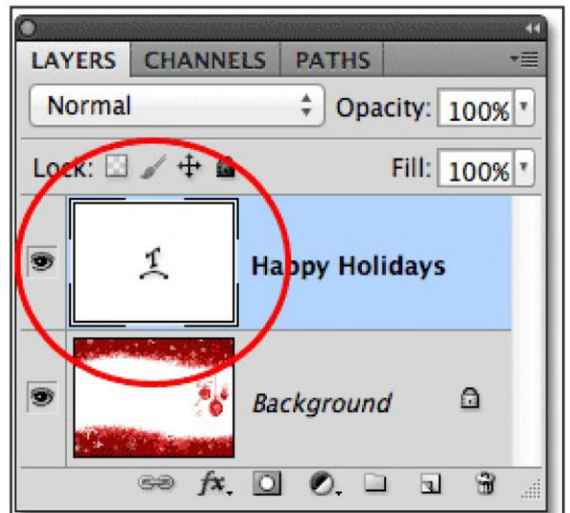 LAYERS CHANNELS PATHS
Normal Opacity: 100%
Lock: Fill: 100%
T Happy Holidays
Background
fx.